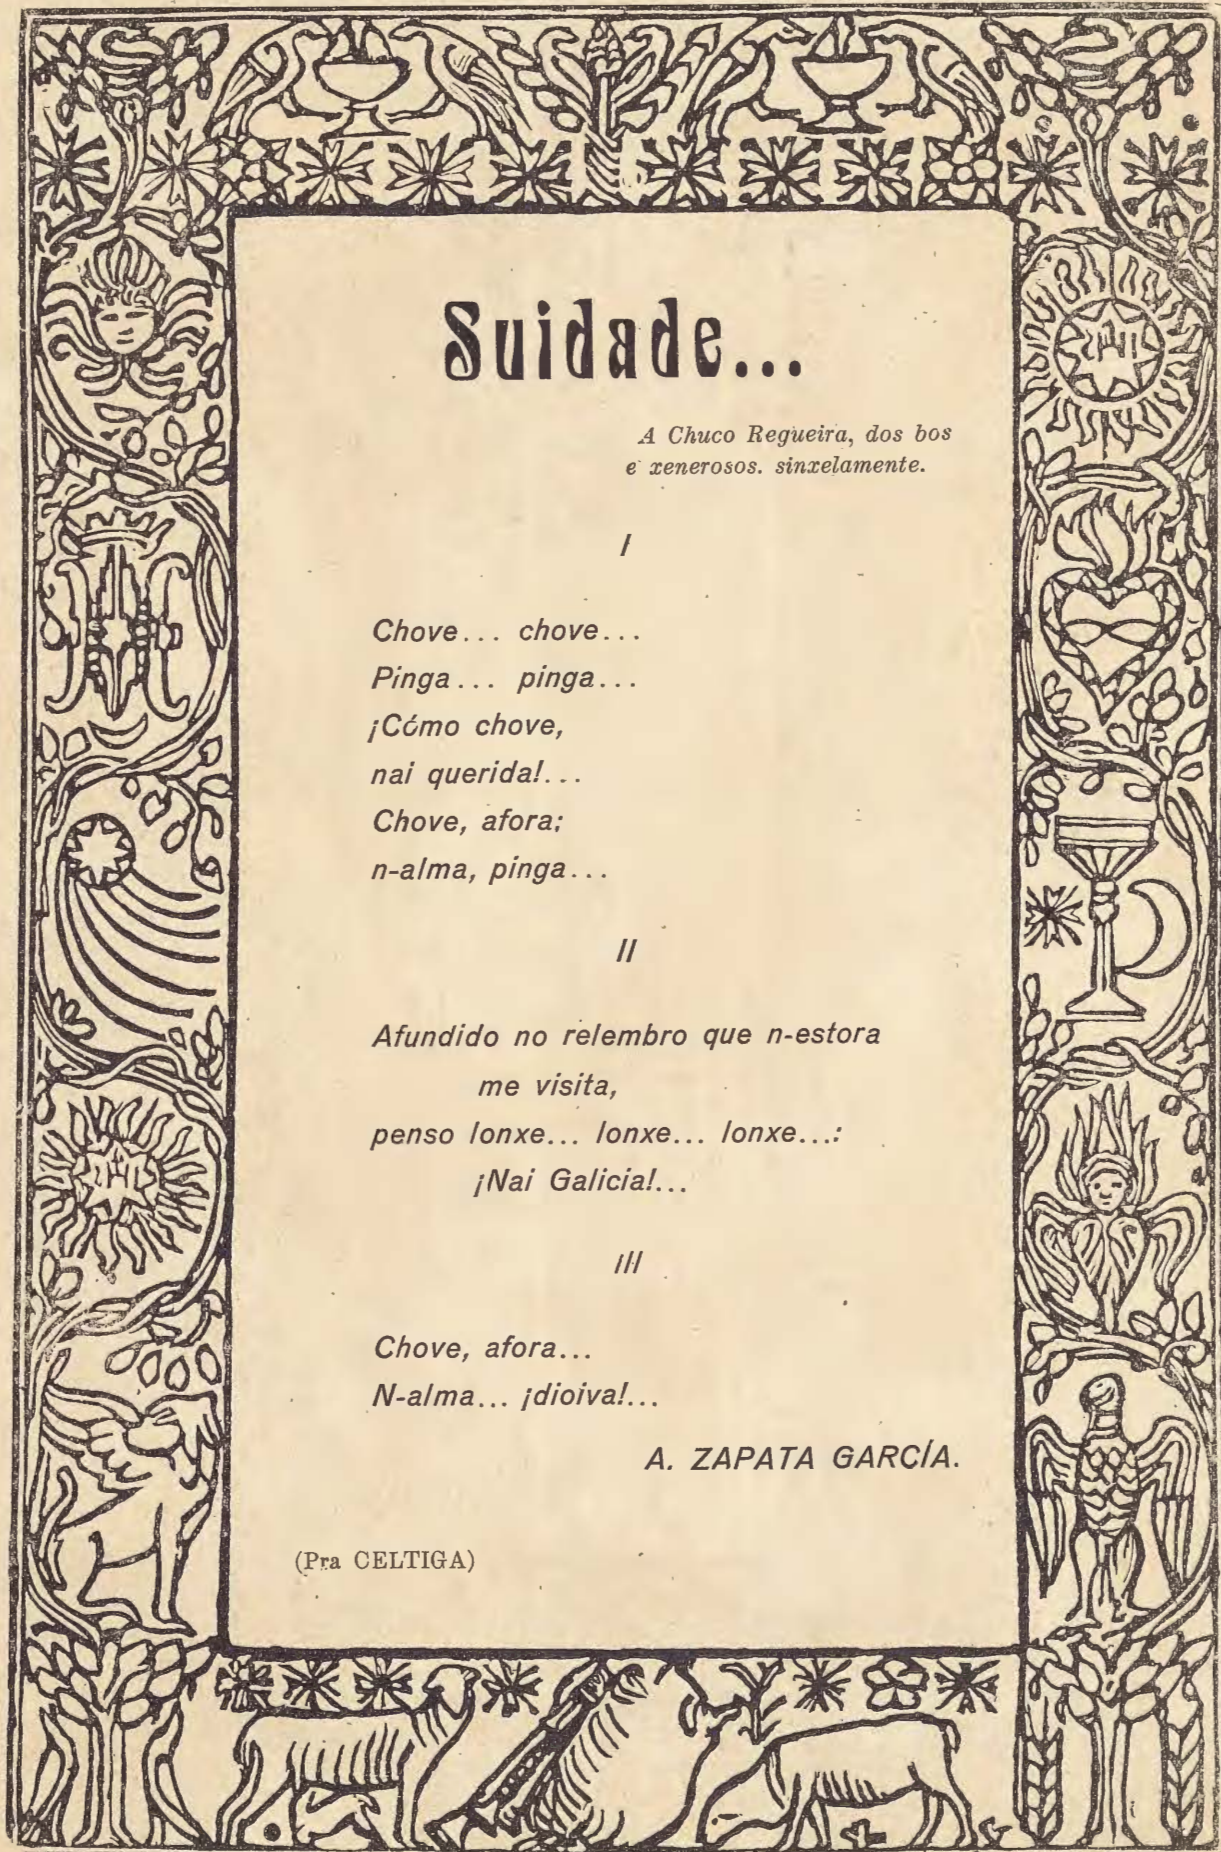 Suidade...
A Chuco Regueira, dos bos
e xenerosos. sinxelamente.
I
Chove... chove...
Pinga... pinga...
¡Cómo chove,
nai querida!...
Chove, afora;
n-alma, pinga...
II
Afundido no relembro que n-estora
me visita,
penso lonxe... lonxe... lonxe...:
¡Nai Galicia!...
III
Chove, afora...
N-alma... ¡dioiva!...
A. ZAPATA GARCÍA.
(Pra CELTIGA)